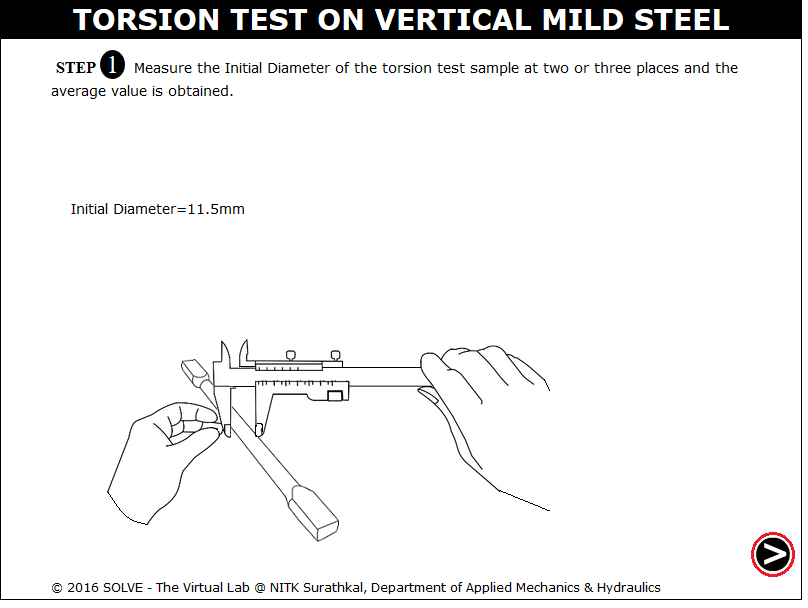 TORSION TEST ON VERTICAL MILD STEEL
STEP 1 Measure the Initial Diameter of the torsion test sample at two or three places and the
average value is obtained.
Initial Diameter=11.5mm
© 2016 SOLVE - The Virtual Lab @ NITK Surathkal, Department of Applied Mechanics & Hydraulics